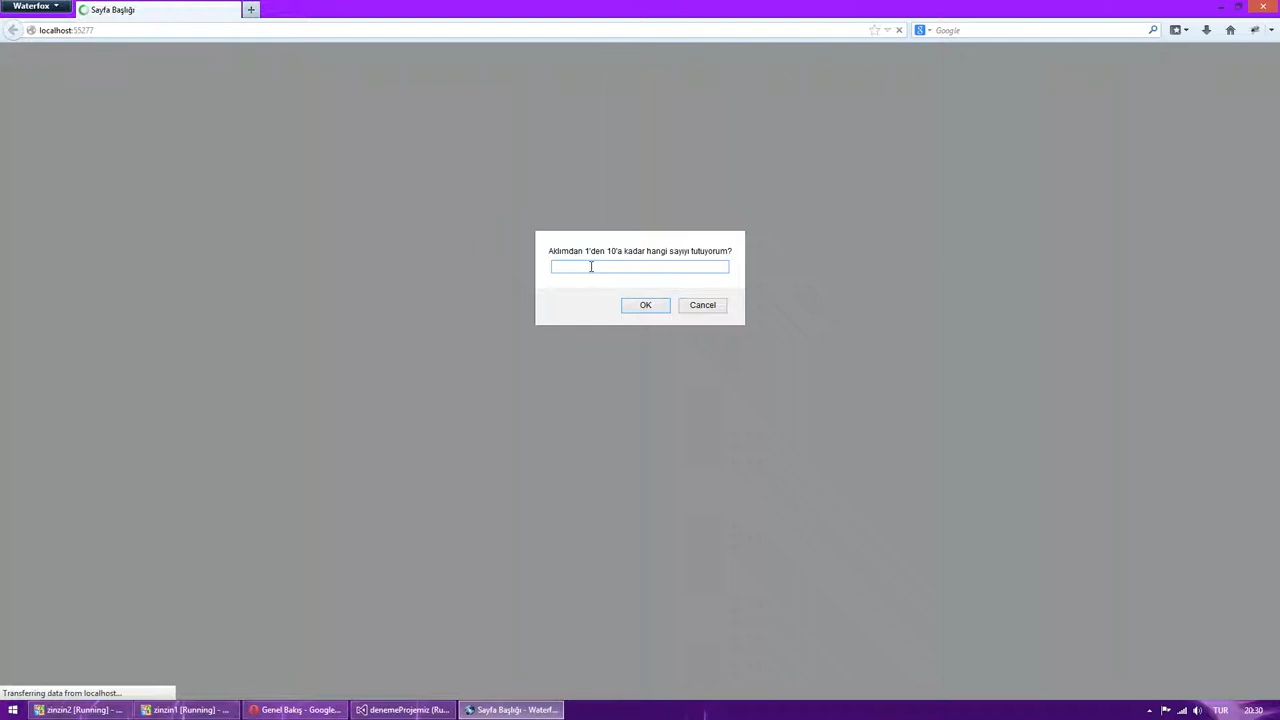 Waterfox
Sayfa Başlığı
localhost:55277
Google
Aklımdan 1'den 10'a kadar hangi sayıyı tutuyorum?
OK
Cancel
Transferring data from localhost...
zinzin2 [Running] - ...
zinzin1 [Running] - ...
Genel Bakış - Google...
denemeProjemiz (Ru...
Sayfa Başlığı - Waterf...
TUR
20:30